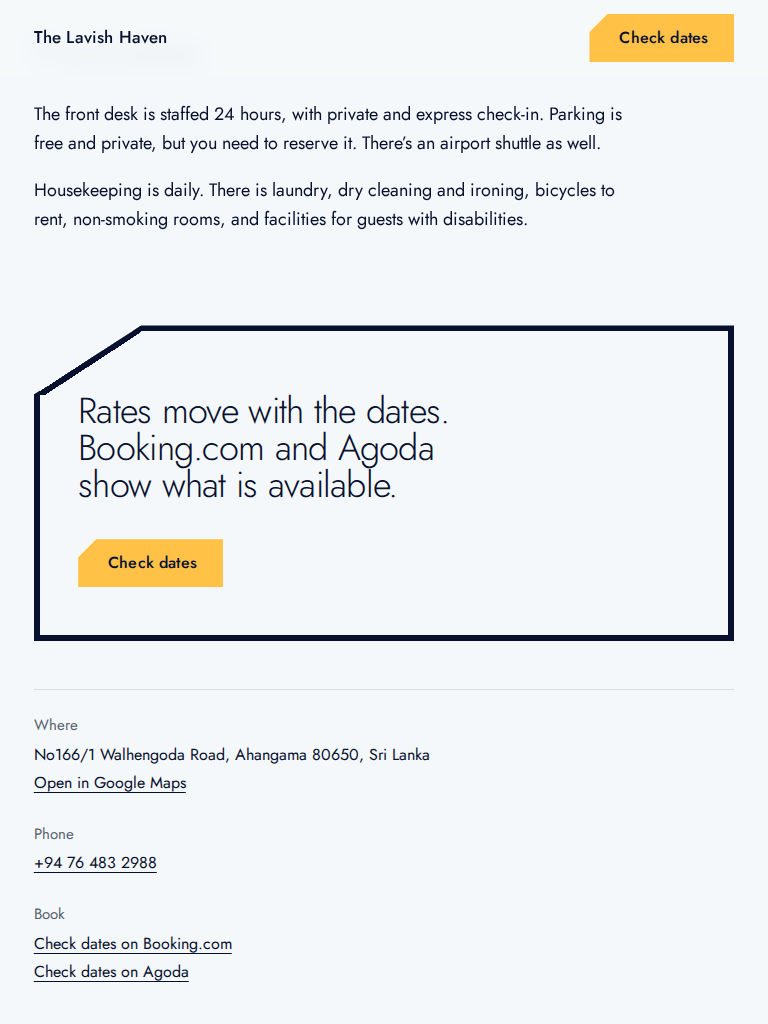 The Lavish Haven
Check dates
The front desk is staffed 24 hours, with private and express check-in. Parking is
free and private, but you need to reserve it. There’s an airport shuttle as well.
Housekeeping is daily. There is laundry, dry cleaning and ironing, bicycles to
rent, non-smoking rooms, and facilities for guests with disabilities.
Rates move with the dates.
Booking.com and Agoda
show what is available.
Check dates
Where
No166/1 Walhengoda Road, Ahangama 80650, Sri Lanka
Open in Google Maps
Phone
+94 76 483 2988
Book
Check dates on Booking.com
Check dates on Agoda